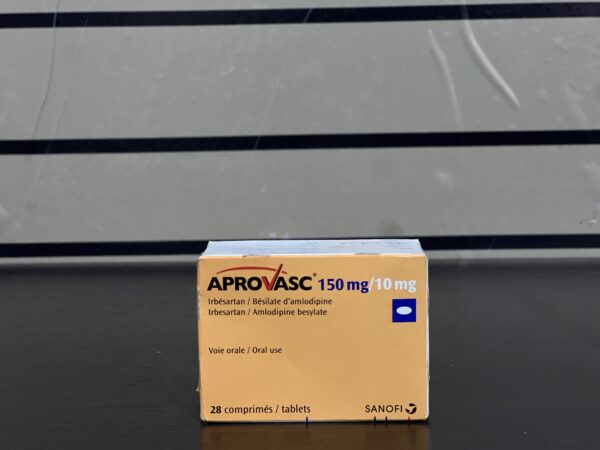 APROVASC® 150 mg/10 mg
Irbésartan / Bésilate d'amlodipine
Irbesartan / Amlodipine besylate
Voie orale / Oral use
28 comprimés / tablets
SANOFI